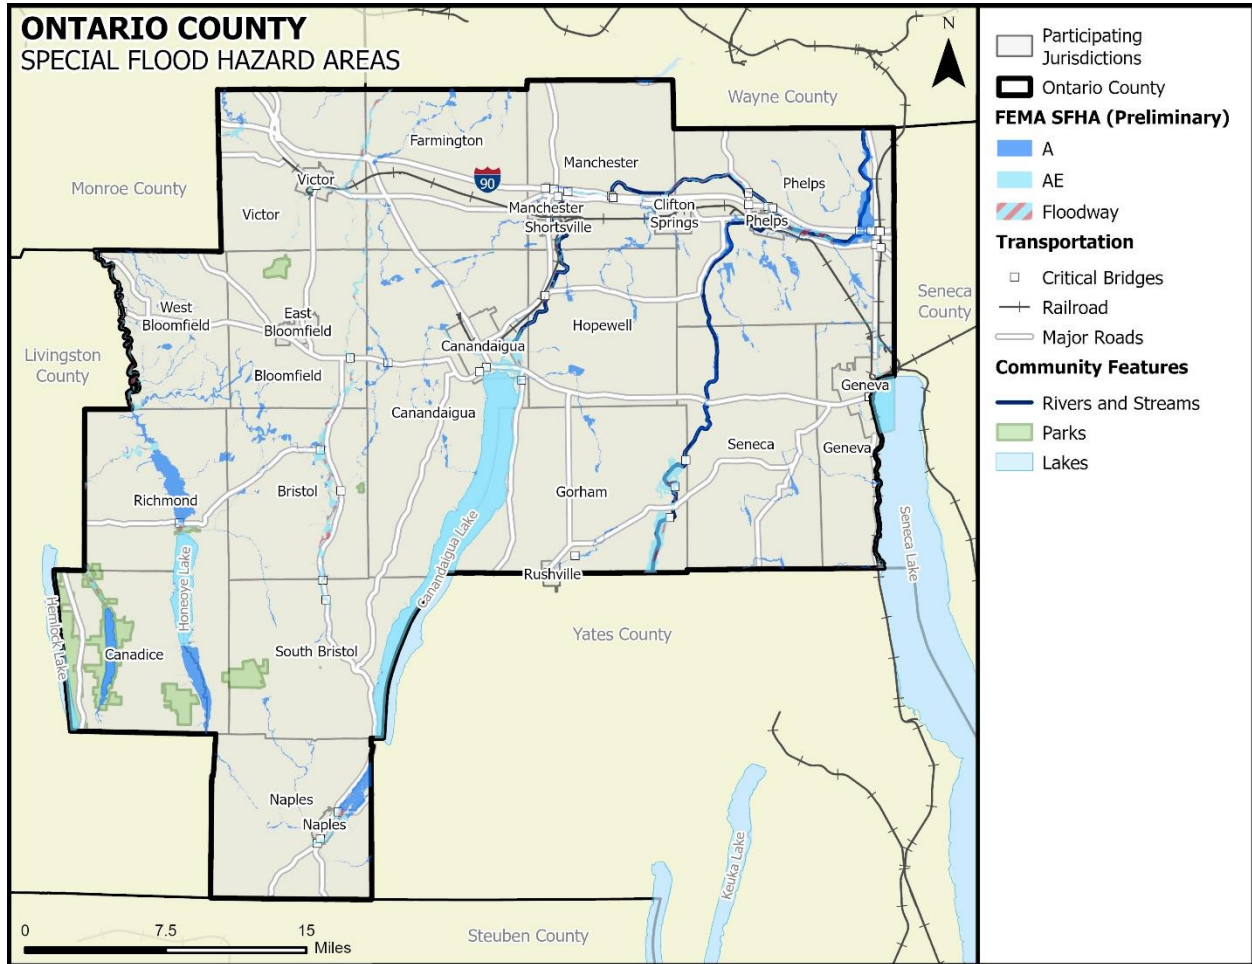 ONTARIO COUNTY
SPECIAL FLOOD HAZARD AREAS
N
Wayne County
Monroe County
Livingston
County
Seneca
County
Yates County
Steuben County
Farmington
Manchester
Phelps
90
Victor
Victor
Manchester
Shortsville
Clifton
Springs
Phelps
West
Bloomfield
East
Bloomfield
Hopewell
Canandaigua
Bloomfield
Canandaigua
Geneva
Seneca
Geneva
Richmond
Bristol
Gorham
Rushville
Canandaigua Lake
Seneca Lake
Honeoye Lake
Hemlock Lake
Canadice
South Bristol
Naples
Naples
Keuka Lake
0 7.5 15
Miles
Participating
Jurisdictions
Ontario County
FEMA SFHA (Preliminary)
A
AE
Floodway
Transportation
Critical Bridges
Railroad
Major Roads
Community Features
Rivers and Streams
Parks
Lakes